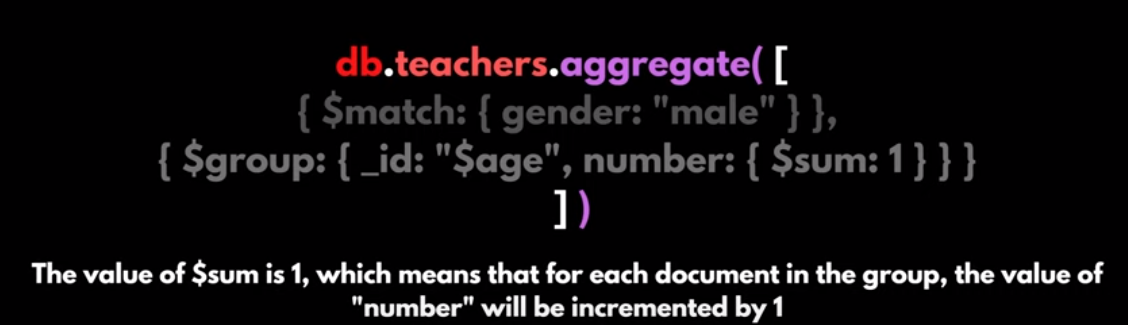 db.teachers.aggregate( [
{ $match: { gender: "male" } },
{ $group: { _id: "$age", number: { $sum: 1 } } }
] )
The value of $sum is 1, which means that for each document in the group, the value of
"number" will be incremented by 1